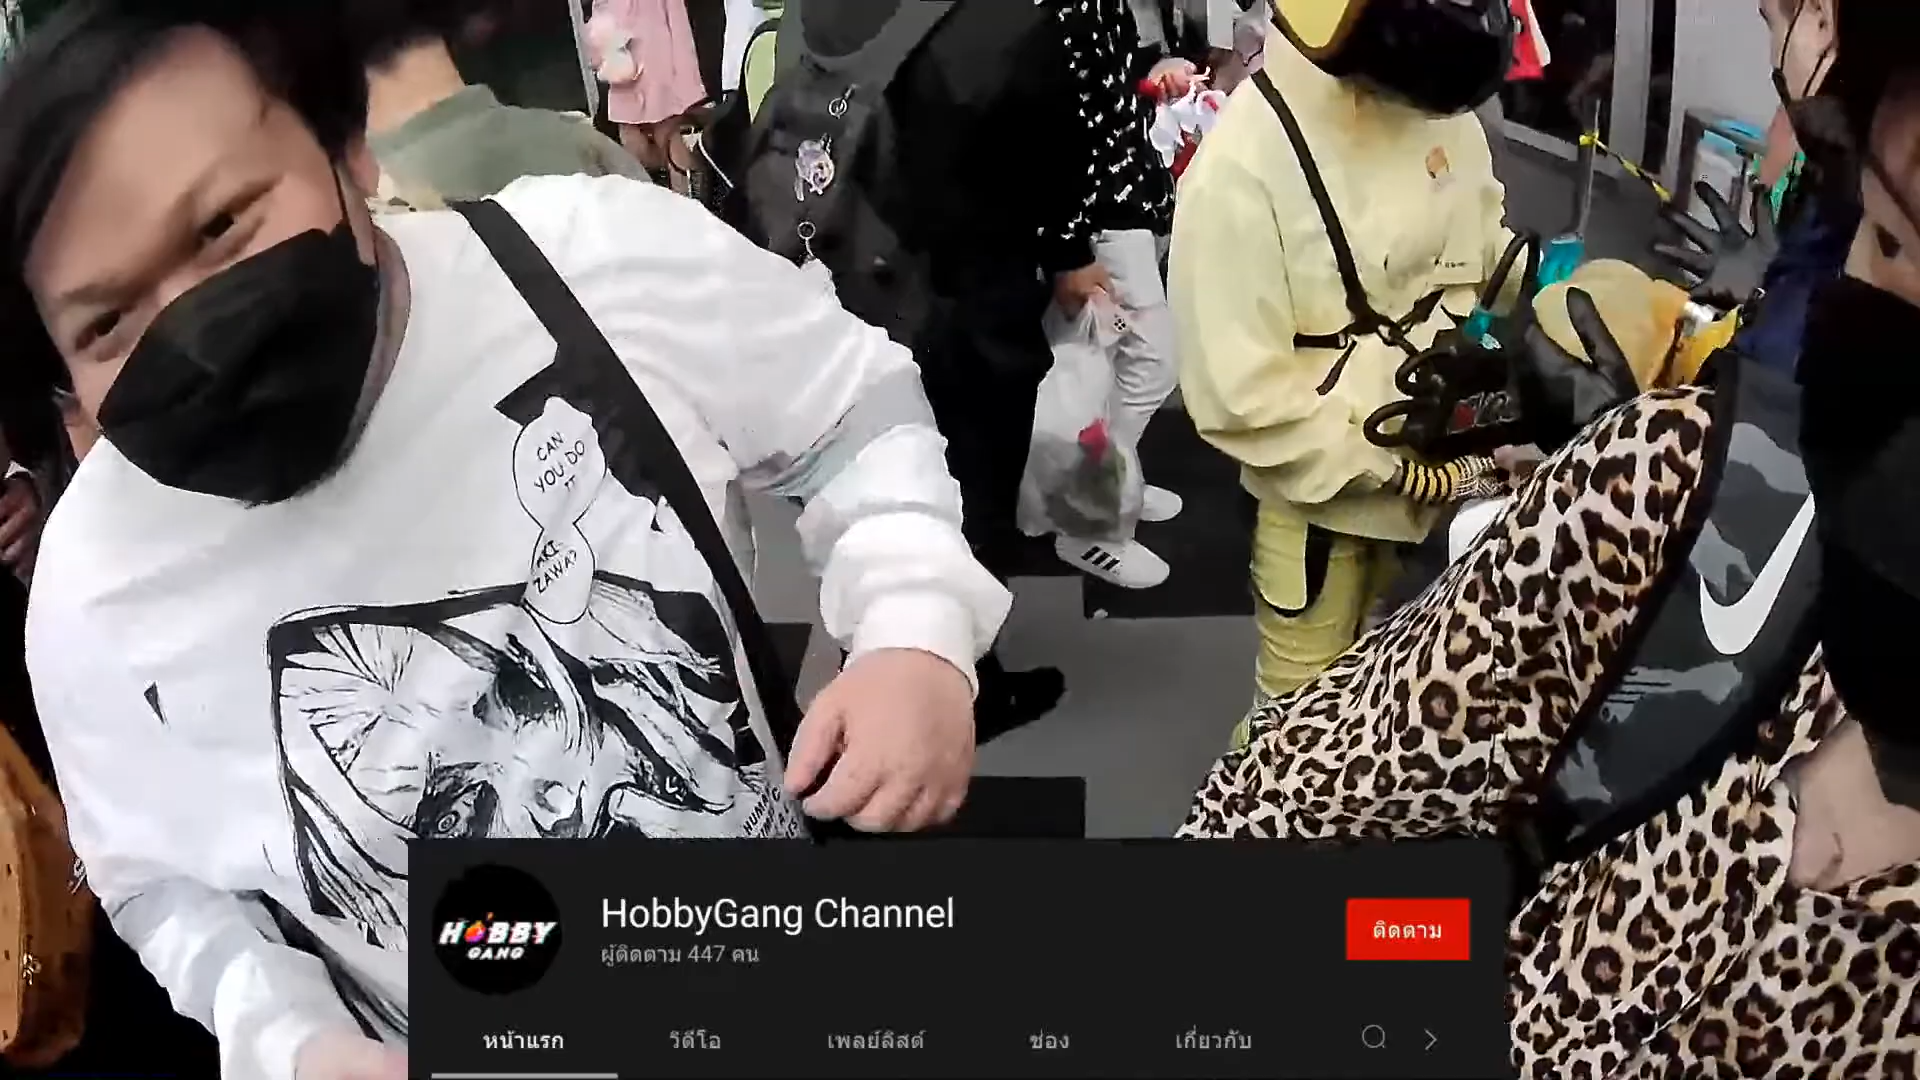 CAN
YOU DO
IT
AKI-
ZAWA?
HUMAN
HOBBY
GANG
HobbyGang Channel
ผู้ติดตาม 447 คน
ติดตาม
หน้าแรก
วิดีโอ
เพลย์ลิสต์
ช่อง
เกี่ยวกับ